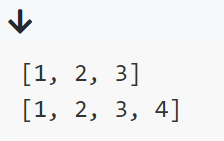 [1, 2, 3]
[1, 2, 3, 4]